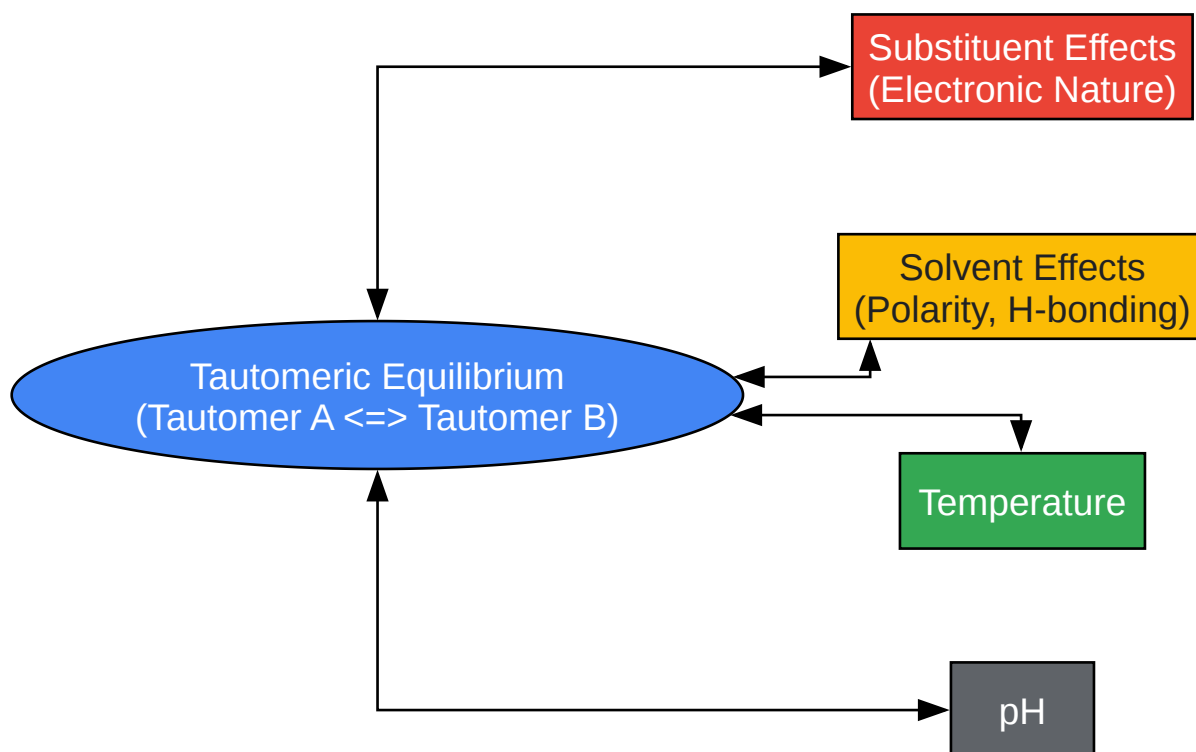 Substituent Effects
(Electronic Nature)
Solvent Effects
(Polarity, H-bonding)
Tautomeric Equilibrium
(Tautomer A <=> Tautomer B)
Temperature
pH